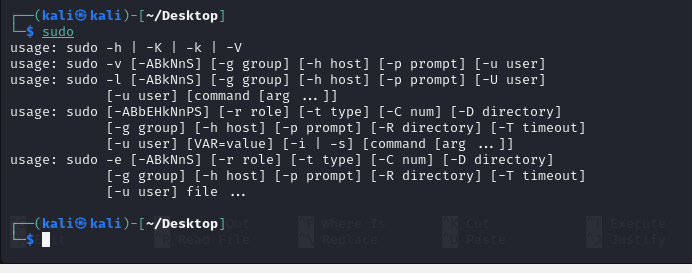 ┌──(kali㉿kali)-[~/Desktop]
└─$ sudo
usage: sudo -h | -K | -k | -V
usage: sudo -v [-ABkNnS] [-g group] [-h host] [-p prompt] [-u user]
usage: sudo -l [-ABkNnS] [-g group] [-h host] [-p prompt] [-U user]
            [-u user] [command [arg ...]]
usage: sudo [-ABbEHkNnPS] [-r role] [-t type] [-C num] [-D directory]
            [-g group] [-h host] [-p prompt] [-R directory] [-T timeout]
            [-u user] [VAR=value] [-i | -s] [command [arg ...]]
usage: sudo -e [-ABkNnS] [-r role] [-t type] [-C num] [-D directory]
            [-g group] [-h host] [-p prompt] [-R directory] [-T timeout]
            [-u user] file ...
┌──(kali㉿kali)-[~/Desktop]
Out Where Is Cut Execute
└─$
Read File Replace Paste Justify